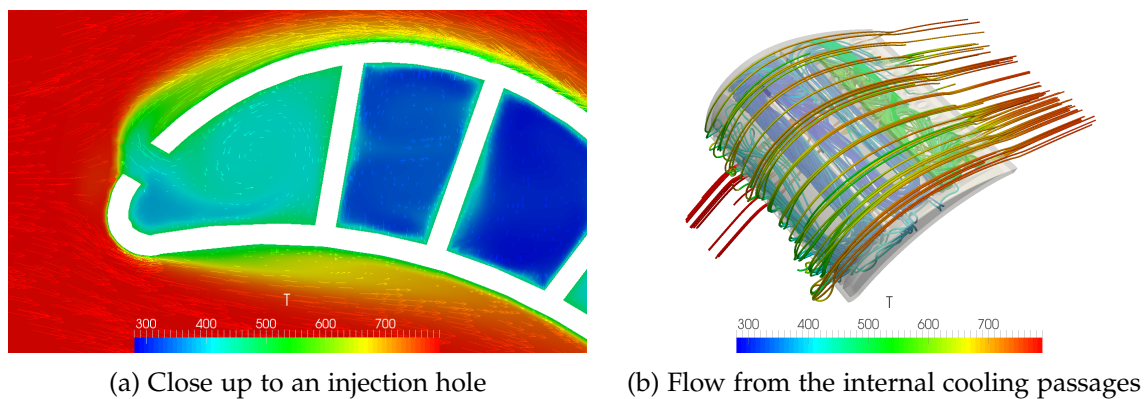 T
300 400 500 600 700
(a) Close up to an injection hole
T
300 400 500 600 700
(b) Flow from the internal cooling passages